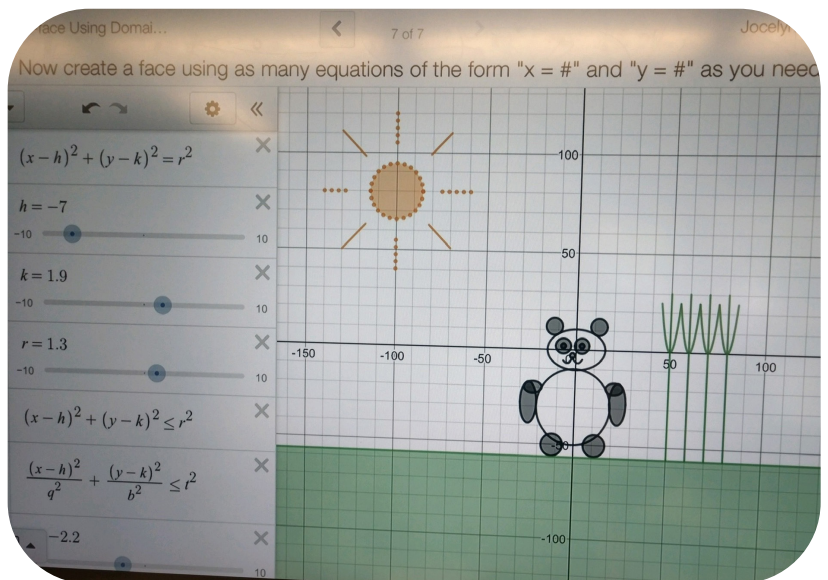 ace Using Domai...
7 of 7
Jocely
Now create a face using as many equations of the form "x = #" and "y = #" as you need
(x − h)² + (y − k)² = r²
h = −7
−10
10
k = 1.9
−10
10
r = 1.3
−10
10
(x − h)² + (y − k)² ≤ r²
(x − h)²/q² + (y − k)²/b² ≤ t²
−2.2
10
100
50
-150
-100
-50
50
100
-100